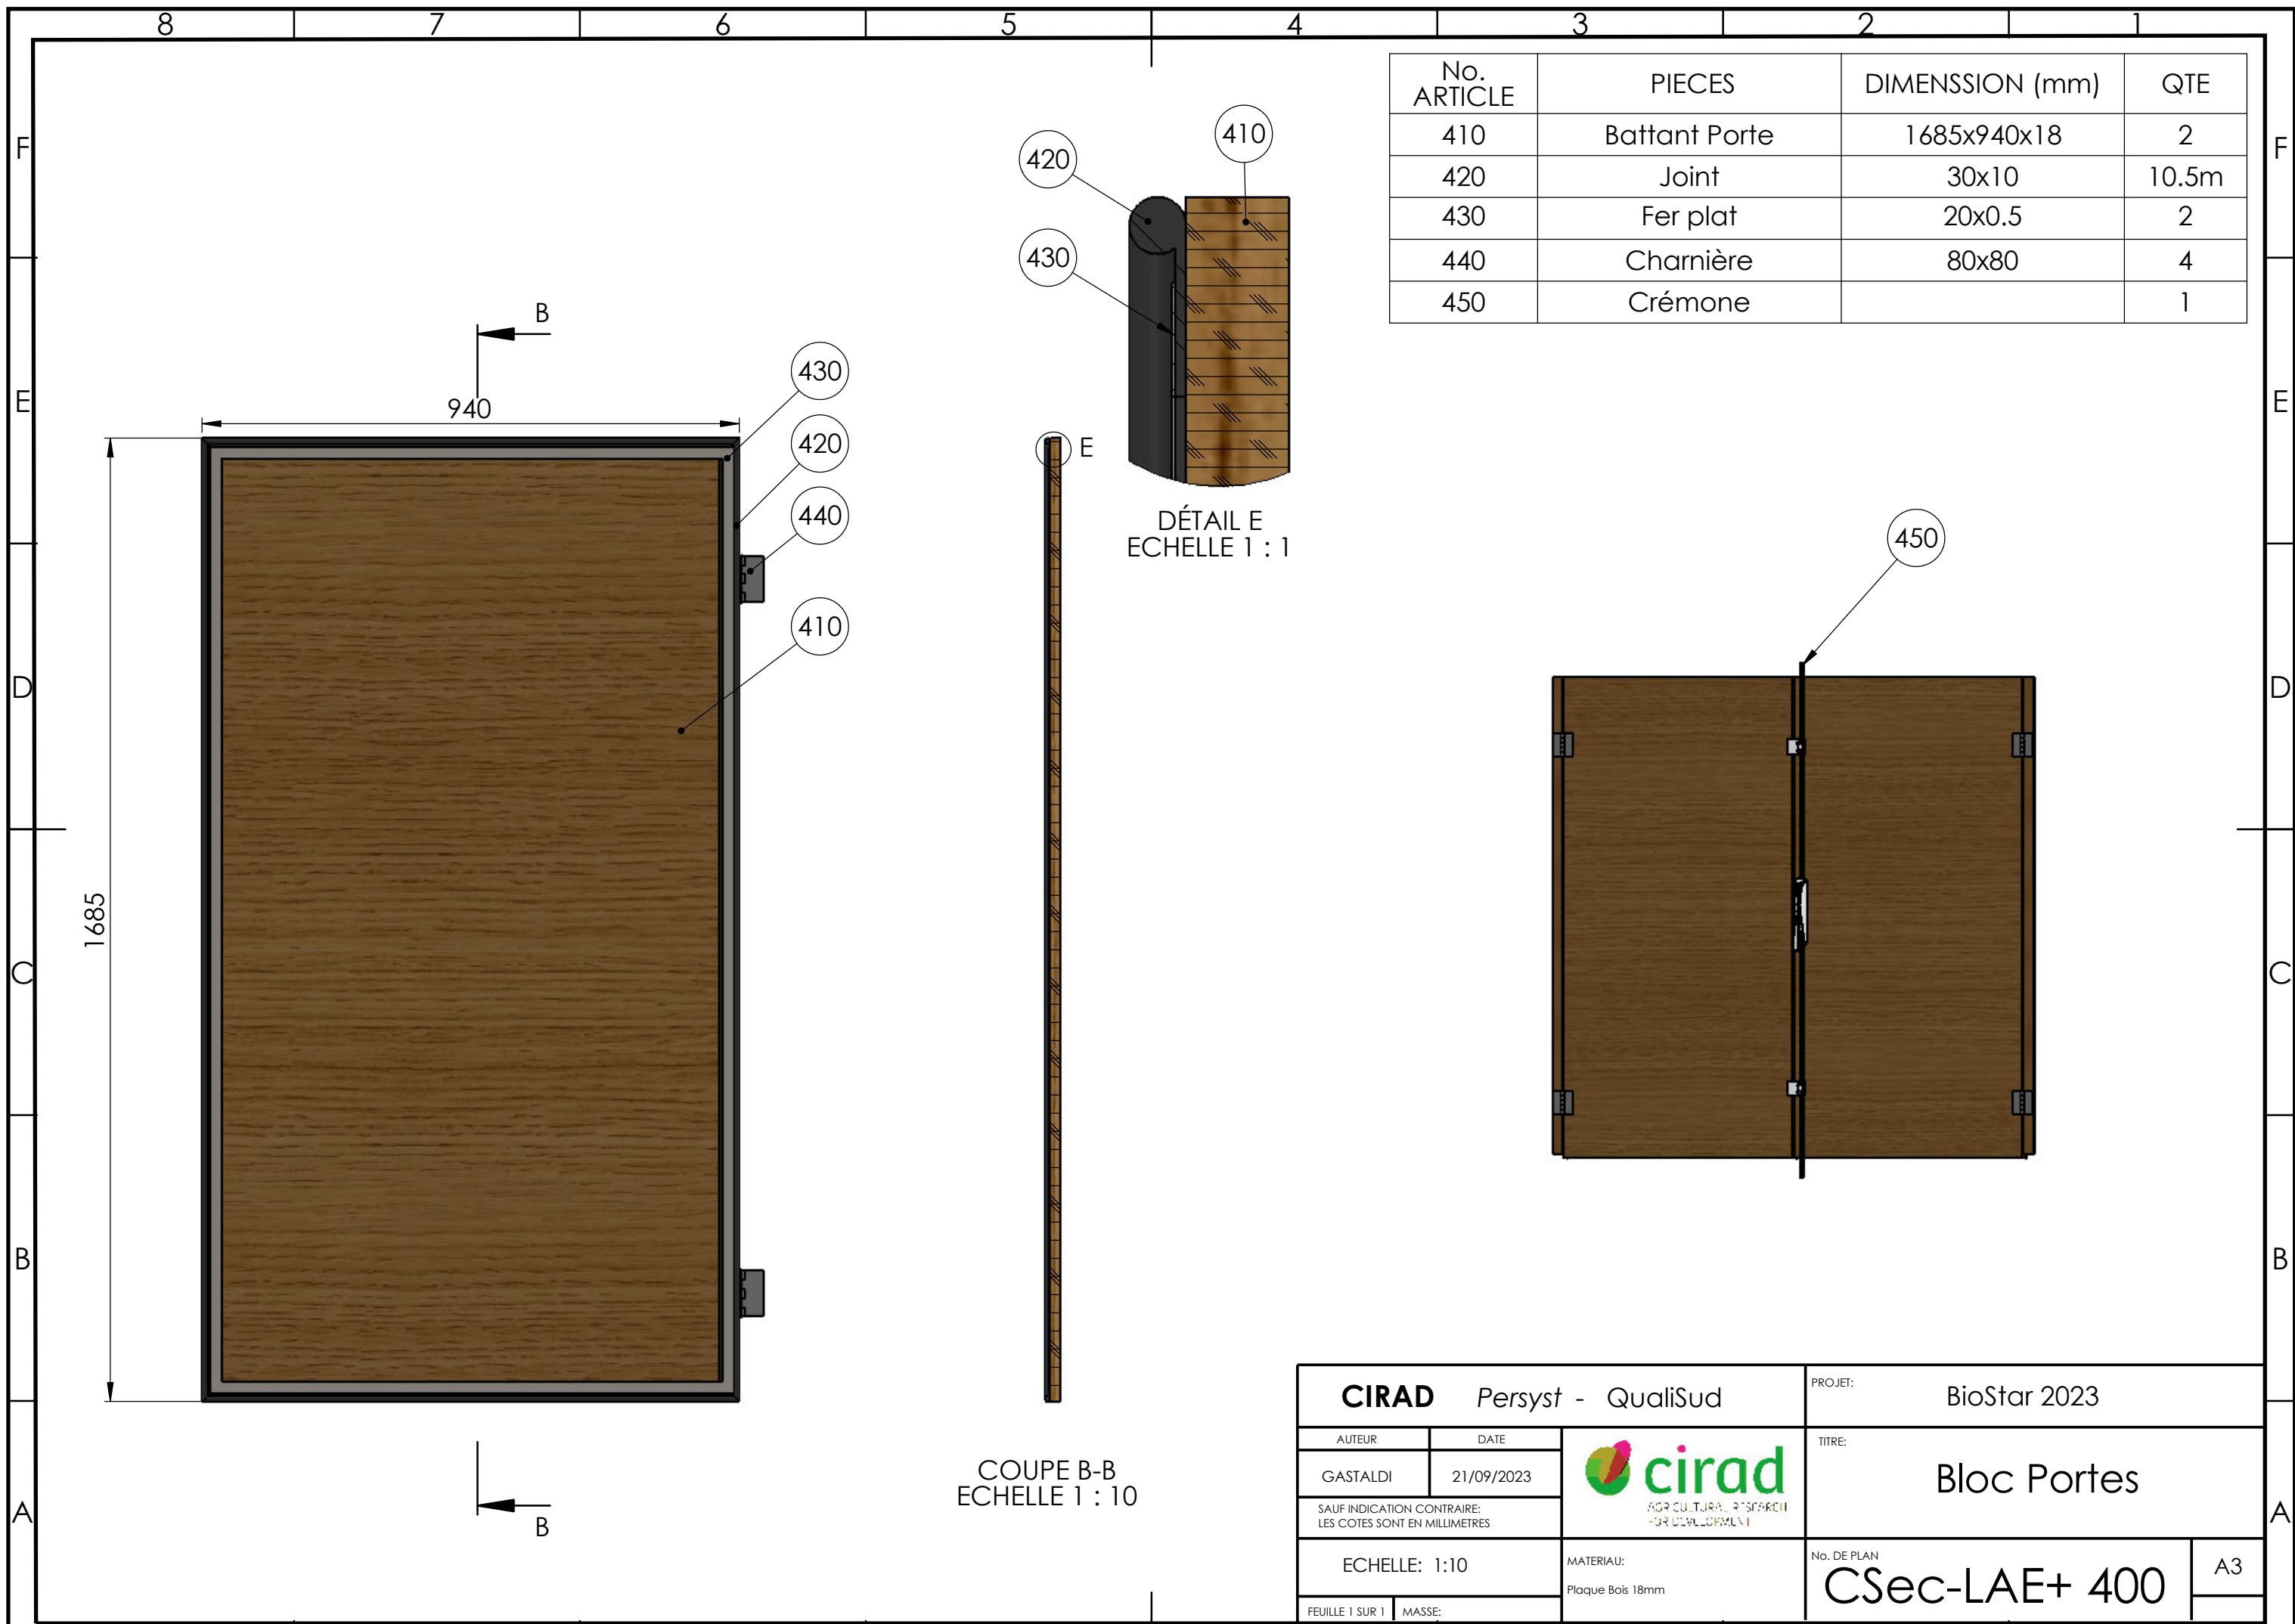 8 7 6 5 4 3 2 1
No. ARTICLE PIECES DIMENSSION (mm) QTE
410 Battant Porte 1685x940x18 2
420 Joint 30x10 10.5m
430 Fer plat 20x0.5 2
440 Charnière 80x80 4
450 Crémone 1
F F
E E
D D
C C
B B
A A
420
410
430
DÉTAIL E
ECHELLE 1 : 1
B
940
430
420
440
410
1685
B
E
COUPE B-B
ECHELLE 1 : 10
450
CIRAD Persyst - QualiSud
PROJET:
BioStar 2023
AUTEUR DATE
GASTALDI 21/09/2023
SAUF INDICATION CONTRAIRE:
LES COTES SONT EN MILLIMETRES
cirad
AGRICULTURAL RESEARCH
FOR DEVELOPMENT
TITRE:
Bloc Portes
ECHELLE: 1:10
MATERIAU:
Plaque Bois 18mm
No. DE PLAN
CSec-LAE+ 400
A3
FEUILLE 1 SUR 1 MASSE: